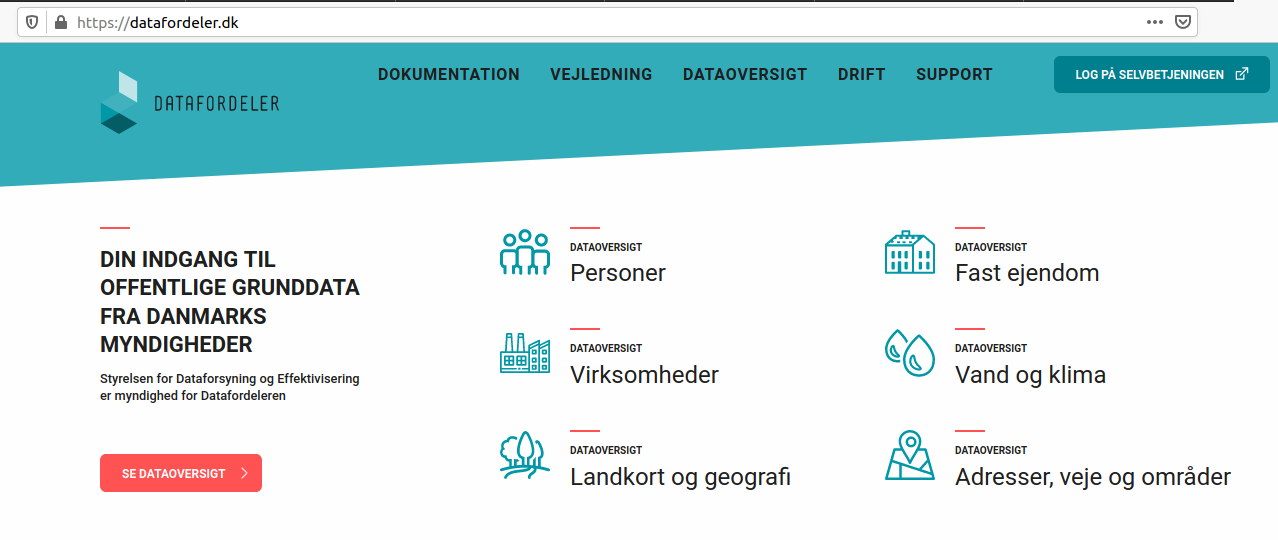 https://datafordeler.dk
DATAFORDELER
DOKUMENTATION
VEJLEDNING
DATAOVERSIGT
DRIFT
SUPPORT
LOG PÅ SELVBETJENINGEN
DIN INDGANG TIL
OFFENTLIGE GRUNDDATA
FRA DANMARKS
MYNDIGHEDER
Styrelsen for Dataforsyning og Effektivisering
er myndighed for Datafordeleren
SE DATAOVERSIGT
DATAOVERSIGT
Personer
DATAOVERSIGT
Fast ejendom
DATAOVERSIGT
Virksomheder
DATAOVERSIGT
Vand og klima
DATAOVERSIGT
Landkort og geografi
DATAOVERSIGT
Adresser, veje og områder